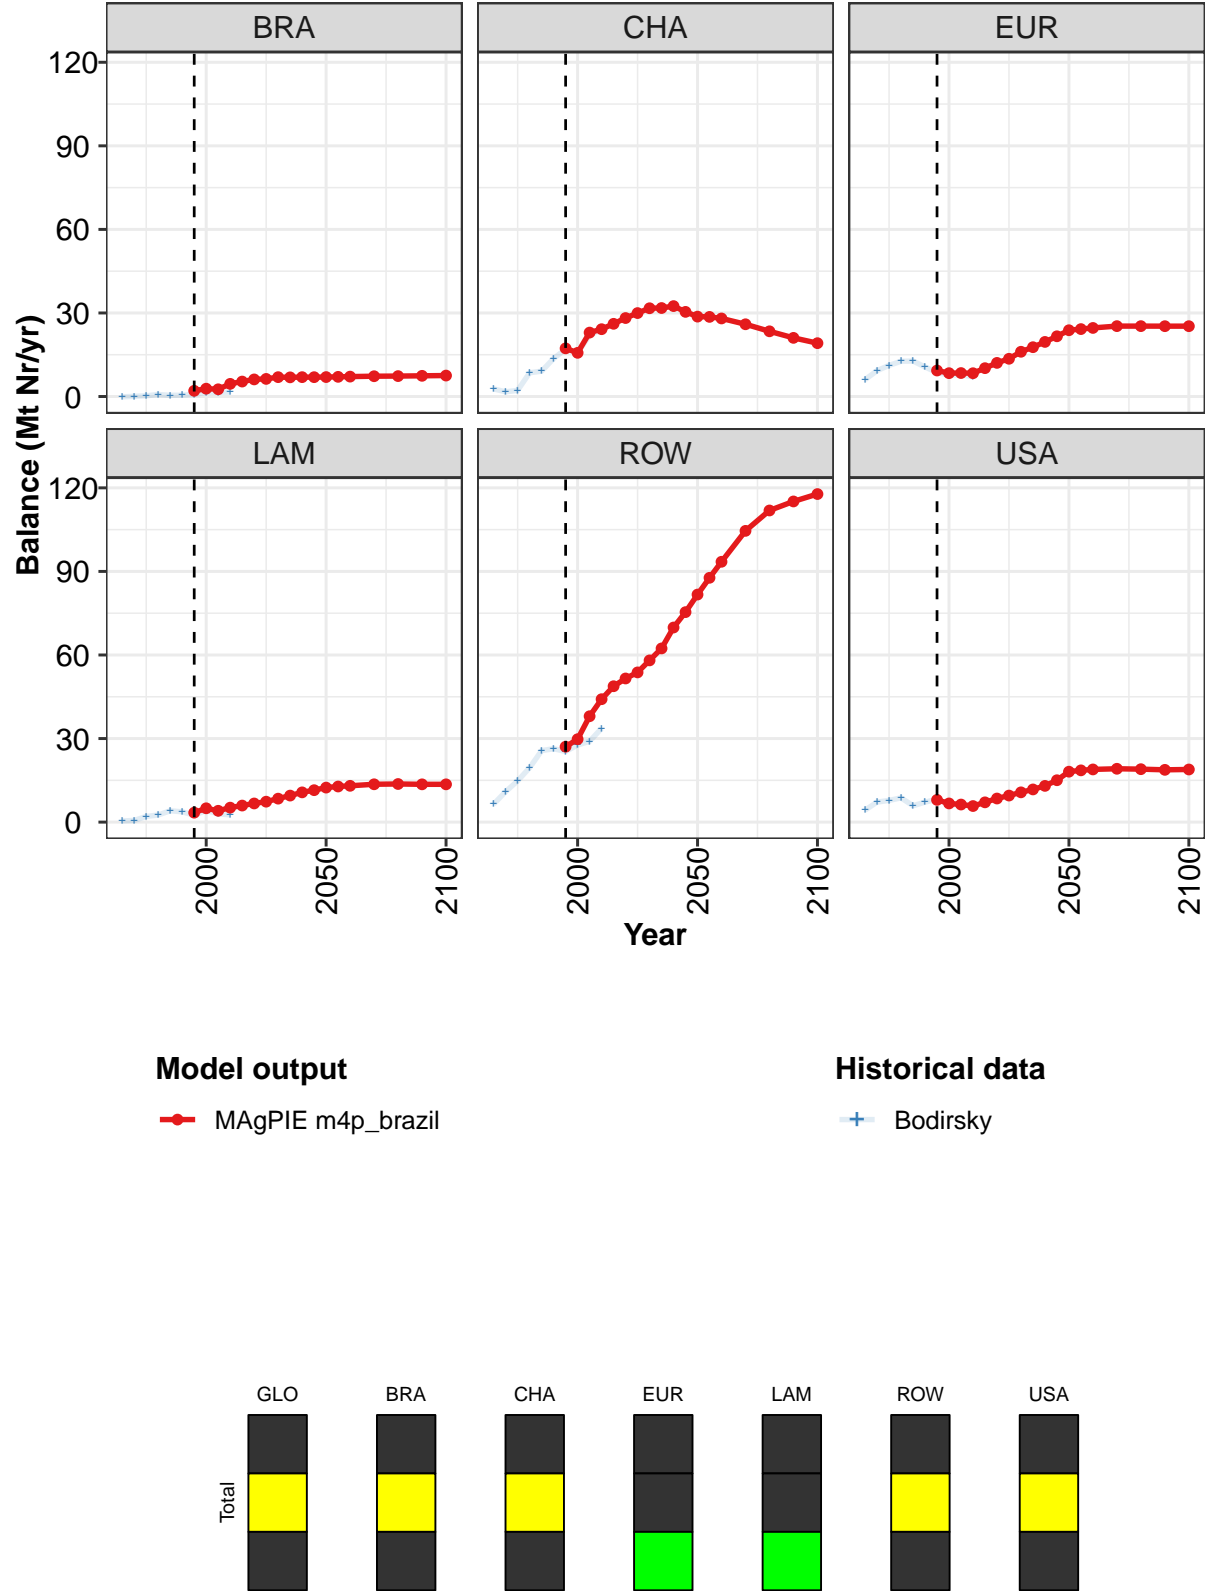 BRA CHA EUR
120
90
60
30
0
LAM ROW USA
120
90
60
30
0
Balance (Mt Nr/yr)
2000 2050 2100 2000 2050 2100 2000 2050 2100
Year
Model output
MAgPIE m4p_brazil
Historical data
Bodirsky
GLO BRA CHA EUR LAM ROW USA
Total